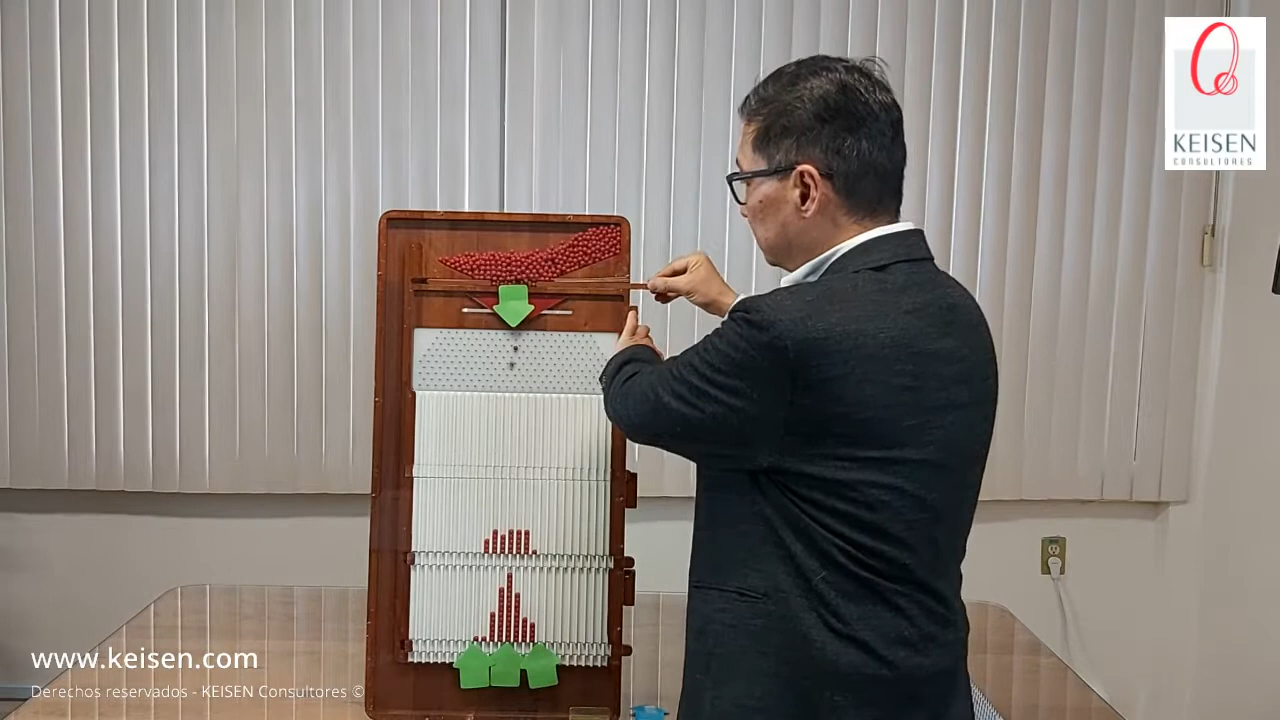 KEISEN
CONSULTORES
www.keisen.com
Derechos reservados - KEISEN Consultores ©